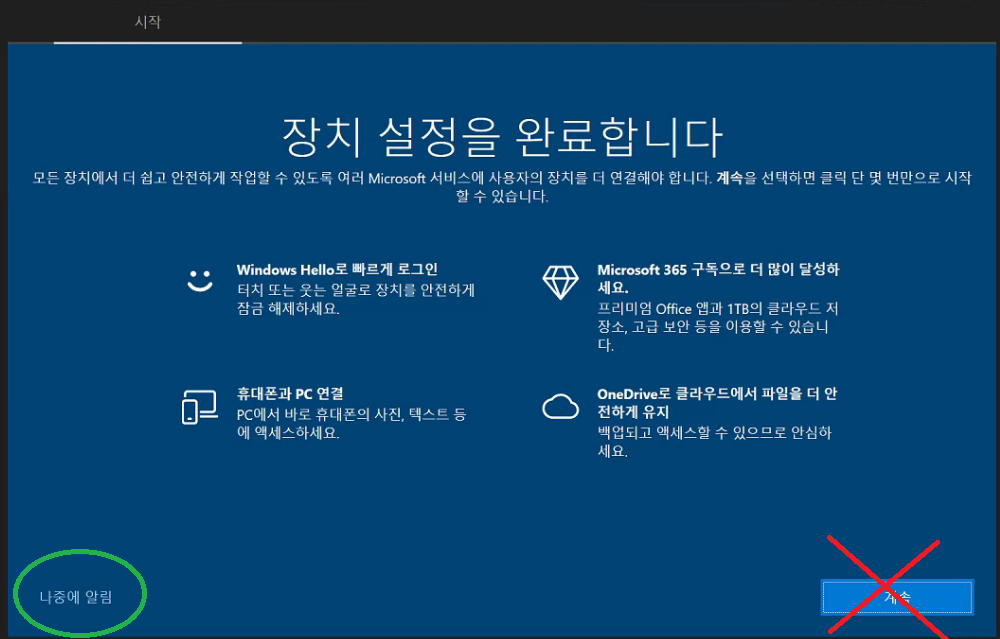 시작
장치 설정을 완료합니다
모든 장치에서 더 쉽고 안전하게 작업할 수 있도록 여러 Microsoft 서비스에 사용자의 장치를 더 연결해야 합니다. 계속을 선택하면 클릭 단 몇 번만으로 시작
할 수 있습니다.
Windows Hello로 빠르게 로그인
터치 또는 웃는 얼굴로 장치를 안전하게
잠금 해제하세요.
Microsoft 365 구독으로 더 많이 달성하
세요.
프리미엄 Office 앱과 1TB의 클라우드 저
장소, 고급 보안 등을 이용할 수 있습니
다.
휴대폰과 PC 연결
PC에서 바로 휴대폰의 사진, 텍스트 등
에 액세스하세요.
OneDrive로 클라우드에서 파일을 더 안
전하게 유지
백업되고 액세스할 수 있으므로 안심하
세요.
나중에 알림
계속